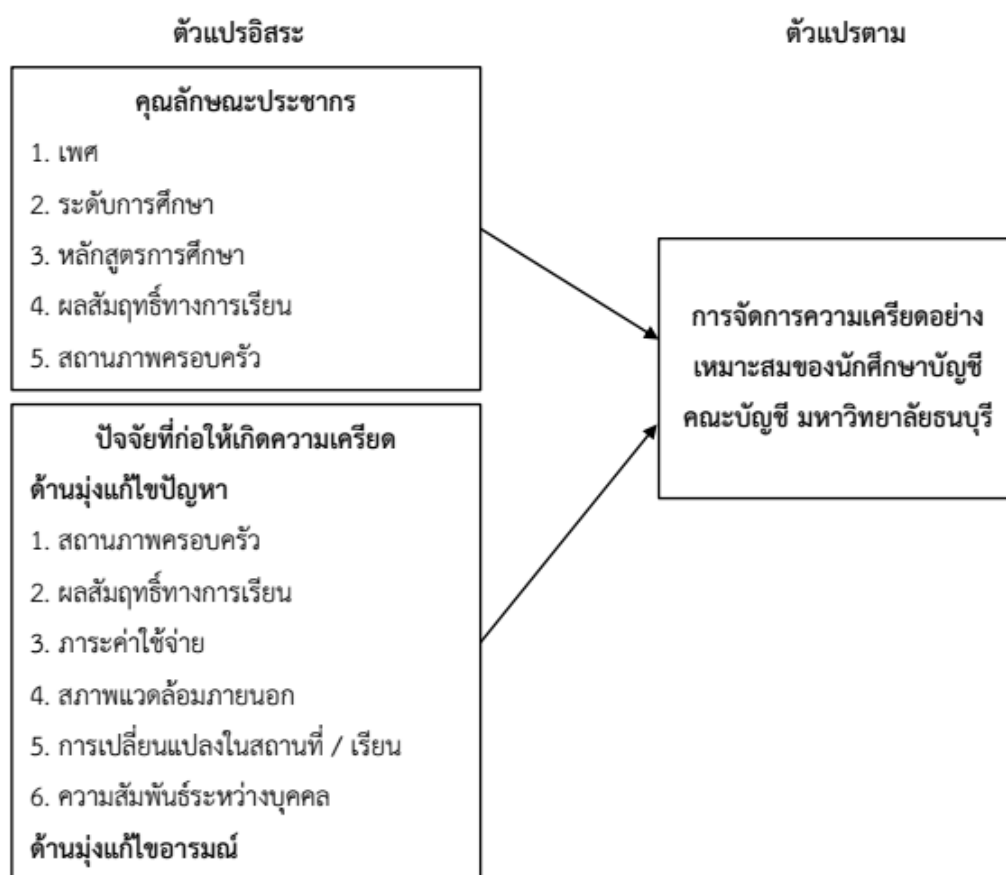 ตัวแปรอิสระ
ตัวแปรตาม
คุณลักษณะประชากร
1. เพศ
2. ระดับการศึกษา
3. หลักสูตรการศึกษา
4. ผลสัมฤทธิ์ทางการเรียน
5. สถานภาพครอบครัว
ปัจจัยที่ก่อให้เกิดความเครียด
ด้านมุ่งแก้ไขปัญหา
1. สถานภาพครอบครัว
2. ผลสัมฤทธิ์ทางการเรียน
3. ภาระค่าใช้จ่าย
4. สภาพแวดล้อมภายนอก
5. การเปลี่ยนแปลงในสถานที่ / เรียน
6. ความสัมพันธ์ระหว่างบุคคล
ด้านมุ่งแก้ไขอารมณ์
การจัดการความเครียดอย่าง
เหมาะสมของนักศึกษาบัญชี
คณะบัญชี มหาวิทยาลัยธนบุรี